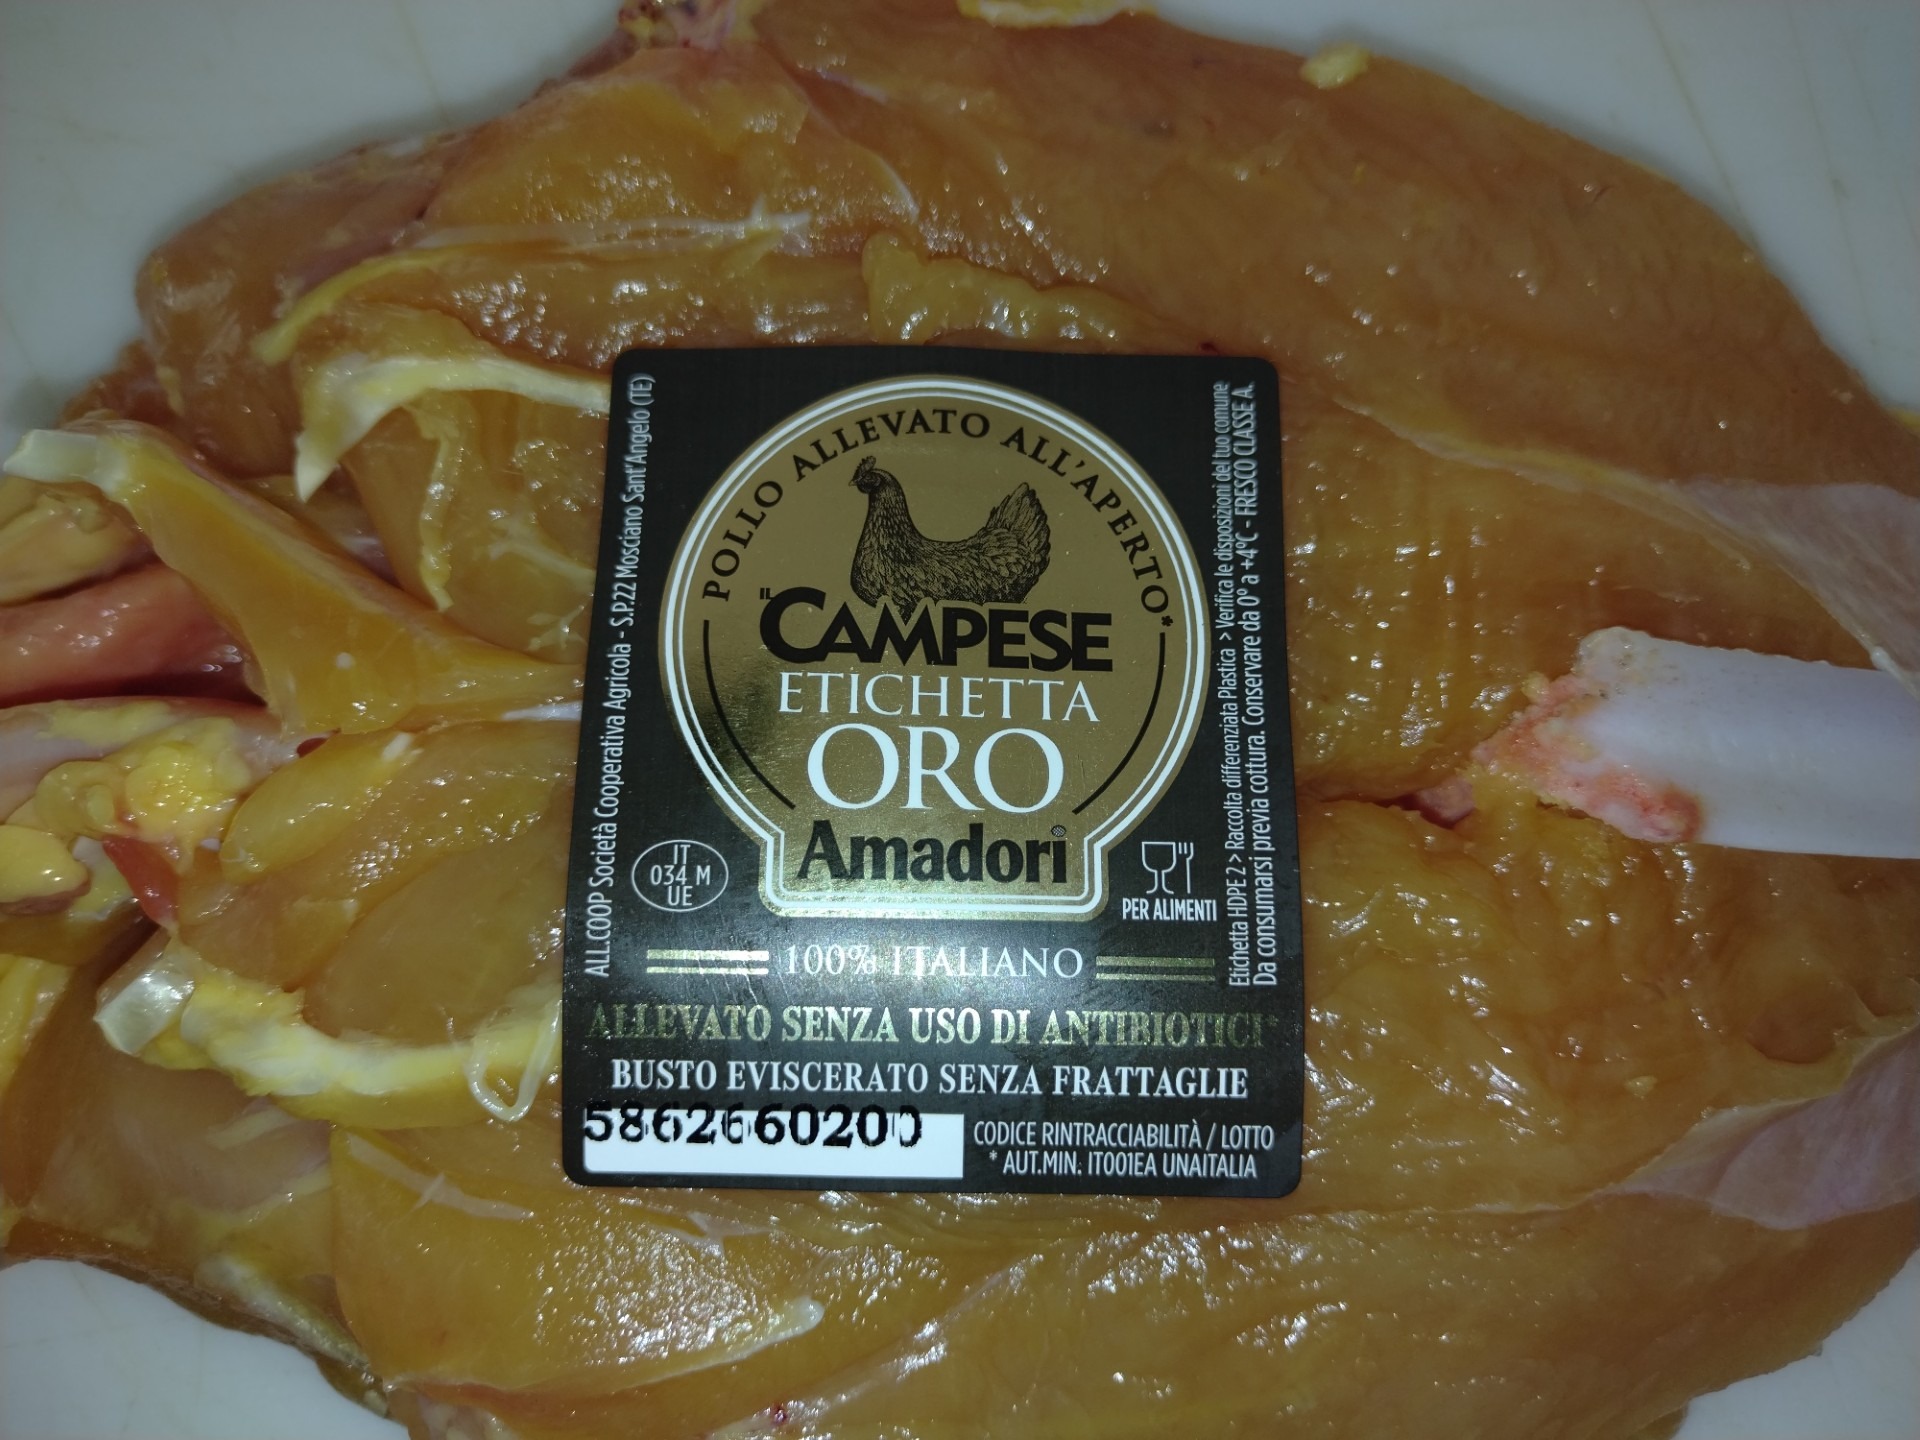 POLLO ALLEVATO ALL'APERTO*
IL CAMPESE
ETICHETTA
ORO
Amadori
IT
034 M
UE
PER ALIMENTI
100% ITALIANO
ALLEVATO SENZA USO DI ANTIBIOTICI*
BUSTO EVISCERATO SENZA FRATTAGLIE
5862660200
CODICE RINTRACCIABILITÀ / LOTTO
* AUT.MIN. IT001EA UNAITALIA
ALL.COOP Società Cooperativa Agricola - S.P.22 Mosciano Sant'Angelo (TE)
Etichetta HDPE 2 > Raccolta differenziata Plastica > Verifica le disposizioni del tuo comune
Da consumarsi previa cottura. Conservare da 0° a +4°C - FRESCO CLASSE A.